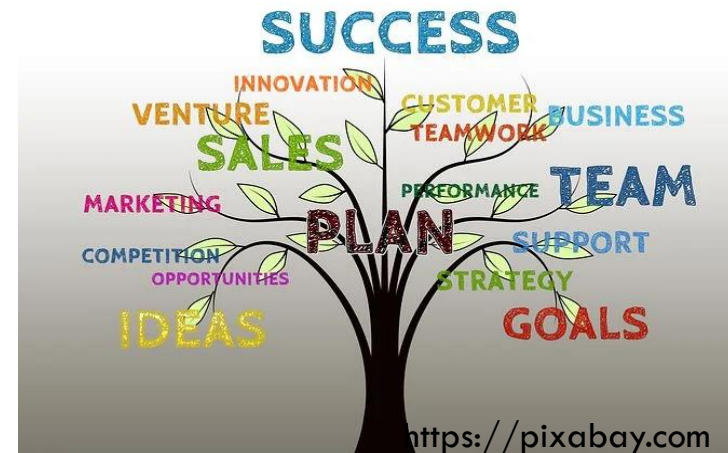 SUCCESS
INNOVATION
CUSTOMER
VENTURE
BUSINESS
TEAMWORK
SALES
PERFORMANCE
TEAM
MARKETING
PLAN
SUPPORT
COMPETITION
OPPORTUNITIES
STRATEGY
IDEAS
GOALS
https://pixabay.com